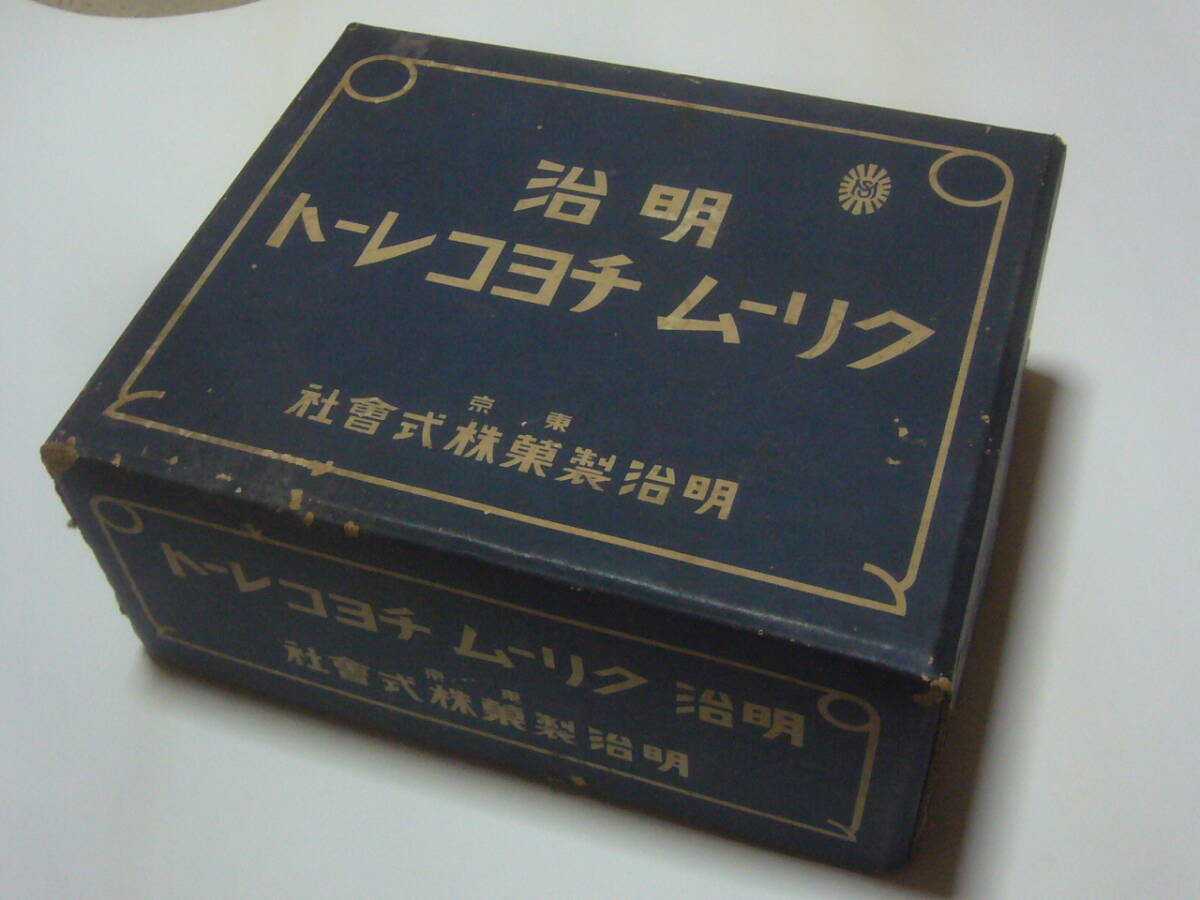 明治
クリーム チヨコレート
東京
明治製菓株式會社
明治 クリーム チヨコレート
東京
明治製菓株式會社